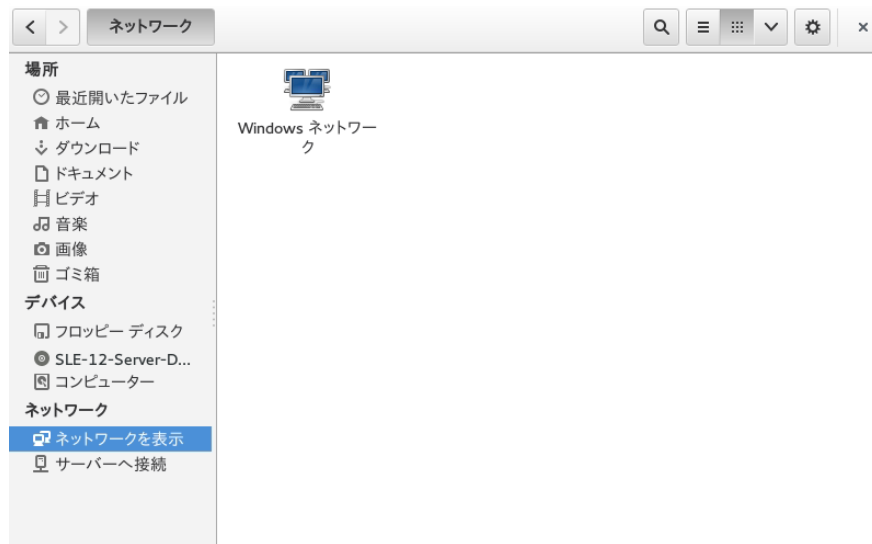 ネットワーク
場所
最近開いたファイル
ホーム
ダウンロード
ドキュメント
ビデオ
音楽
画像
ゴミ箱
デバイス
フロッピー ディスク
SLE-12-Server-D...
コンピューター
ネットワーク
ネットワークを表示
サーバーへ接続
Windows ネットワー
ク